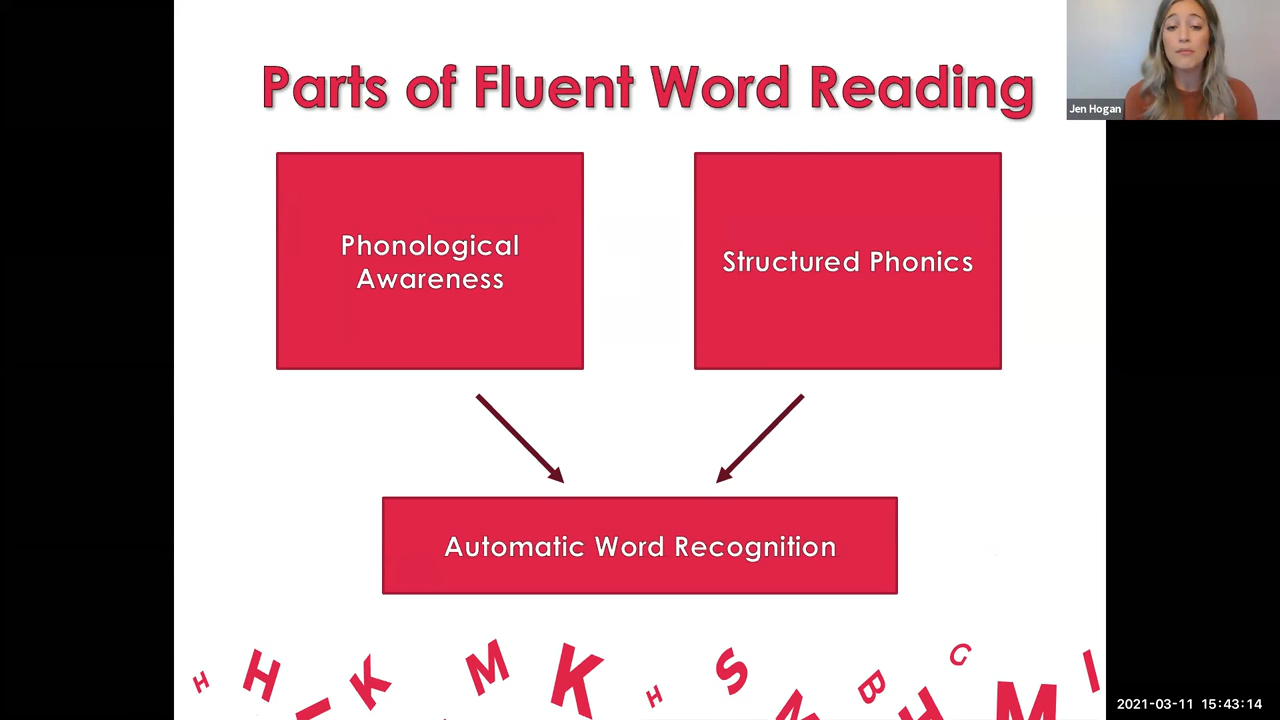 Parts of Fluent Word Reading
Jen Hogan
Phonological
Awareness
Structured Phonics
Automatic Word Recognition
H H I K M K H S N B H G M I
2021-03-11 15:43:14